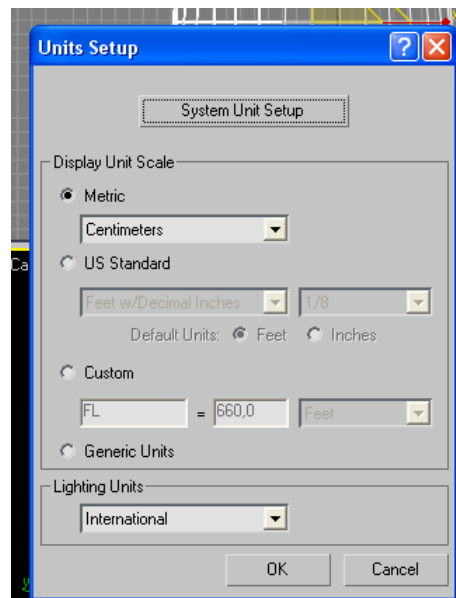 Units Setup
System Unit Setup
Display Unit Scale
Metric
Centimeters
Ca
US Standard
Feet w/Decimal Inches 1/8
Default Units: Feet Inches
Custom
FL = 660,0 Feet
Generic Units
Lighting Units
International
OK Cancel